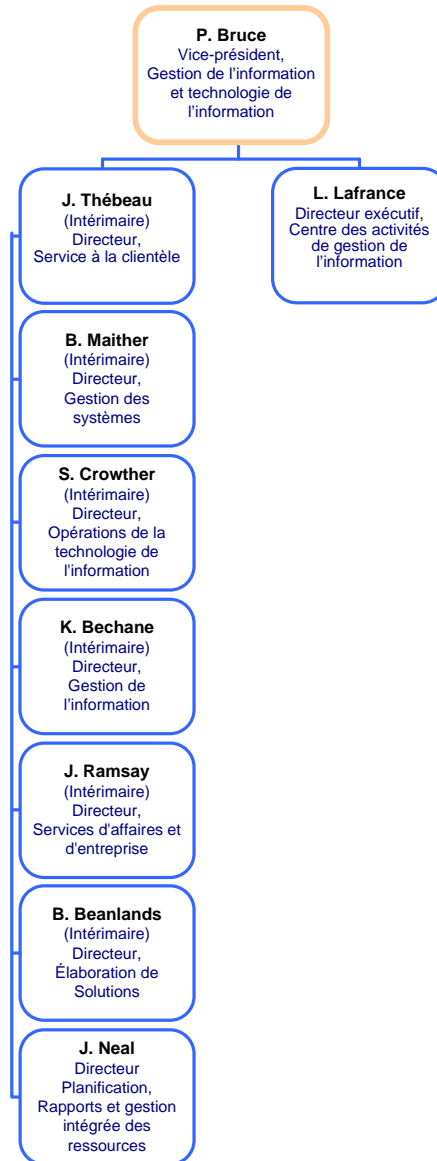 P. Bruce
Vice-président,
Gestion de l'information
et technologie de
l'information
J. Thébeau
(Intérimaire)
Directeur,
Service à la clientèle
L. Lafrance
Directeur exécutif,
Centre des activités
de gestion de
l'information
B. Maither
(Intérimaire)
Directeur,
Gestion des
systèmes
S. Crowther
(Intérimaire)
Directeur,
Opérations de la
technologie de
l'information
K. Bechane
(Intérimaire)
Directeur,
Gestion de
l'information
J. Ramsay
(Intérimaire)
Directeur,
Services d'affaires et
d'entreprise
B. Beanlands
(Intérimaire)
Directeur,
Élaboration de
Solutions
J. Neal
Directeur
Planification,
Rapports et gestion
intégrée des
ressources